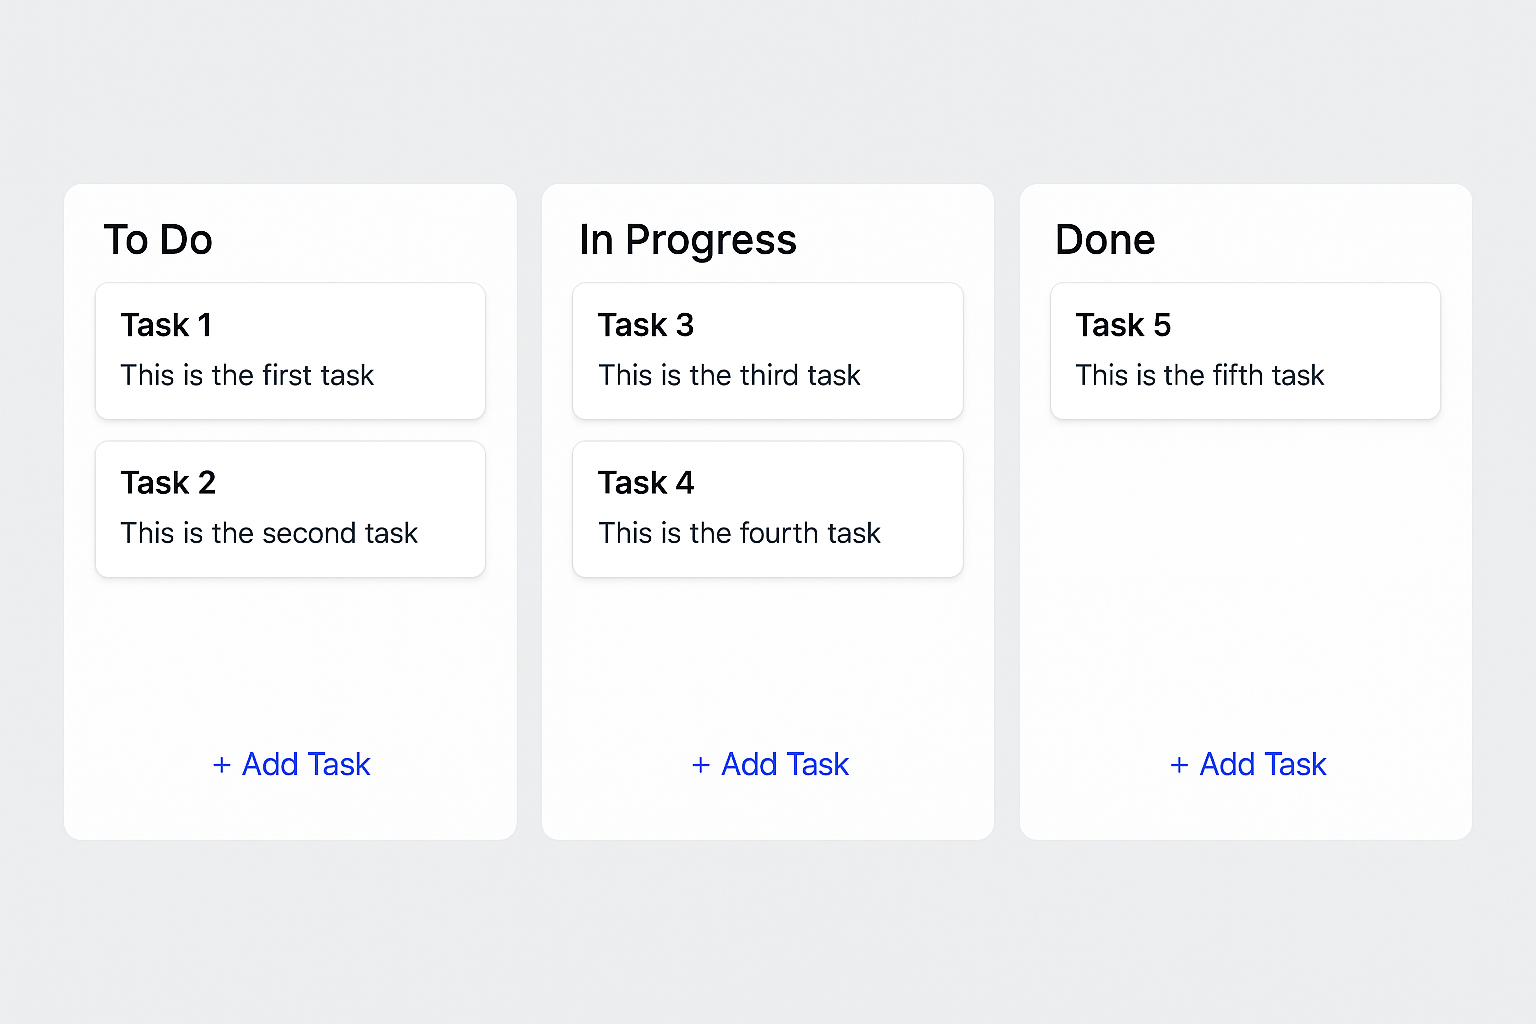 To Do
Task 1
This is the first task
Task 2
This is the second task
+ Add Task
In Progress
Task 3
This is the third task
Task 4
This is the fourth task
+ Add Task
Done
Task 5
This is the fifth task
+ Add Task